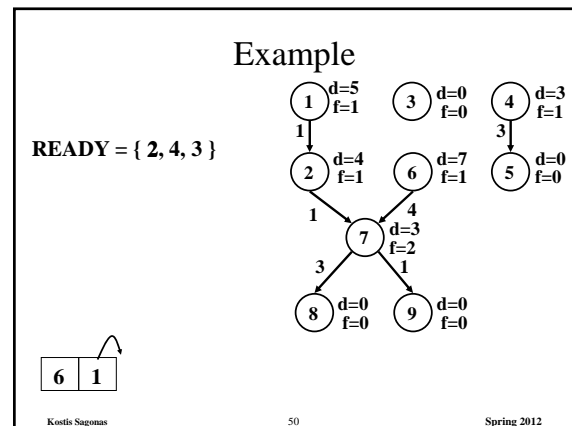 Example
READY = { 2, 4, 3 }
1 d=5 f=1
3 d=0 f=0
4 d=3 f=1
1
3
2 d=4 f=1
6 d=7 f=1
5 d=0 f=0
1
4
7 d=3 f=2
3
1
8 d=0 f=0
9 d=0 f=0
6 1
Kostis Sagonas 50 Spring 2012